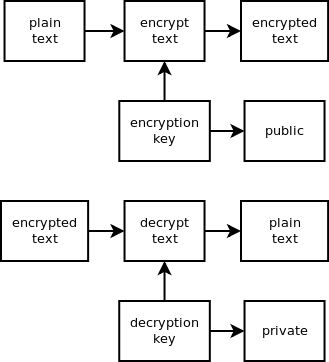 plain
text
encrypt
text
encrypted
text
encryption
key
public
encrypted
text
decrypt
text
plain
text
decryption
key
private